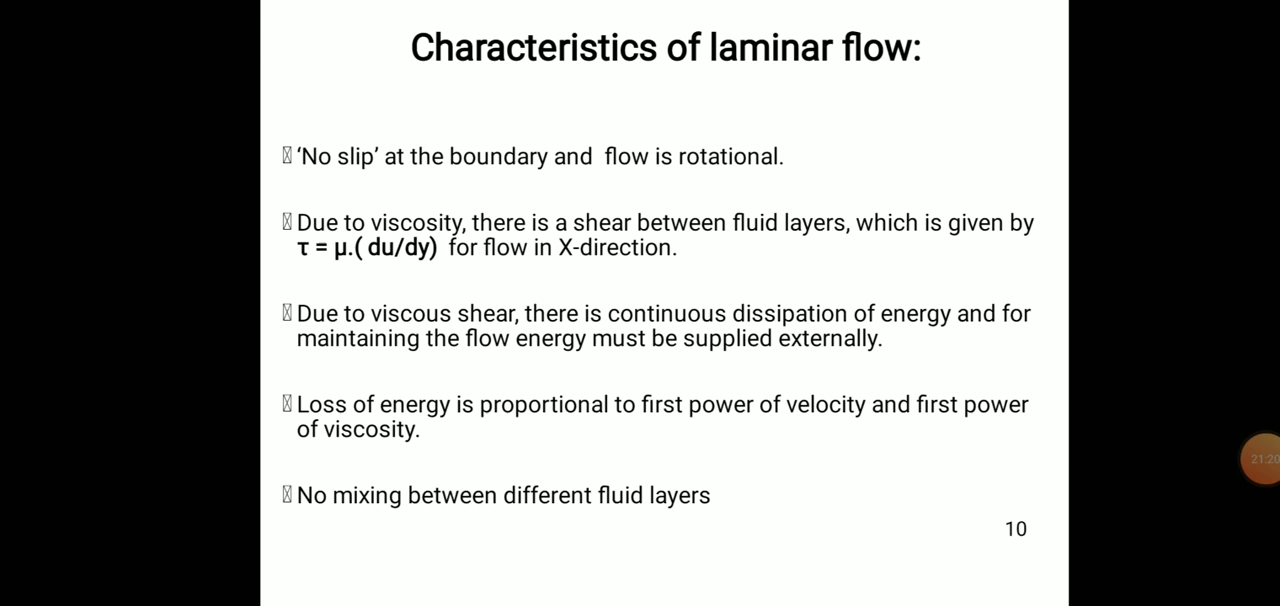 Characteristics of laminar flow:
‘No slip’ at the boundary and flow is rotational.
Due to viscosity, there is a shear between fluid layers, which is given by
τ = μ.( du/dy) for flow in X-direction.
Due to viscous shear, there is continuous dissipation of energy and for
maintaining the flow energy must be supplied externally.
Loss of energy is proportional to first power of velocity and first power
of viscosity.
No mixing between different fluid layers
10
21:20